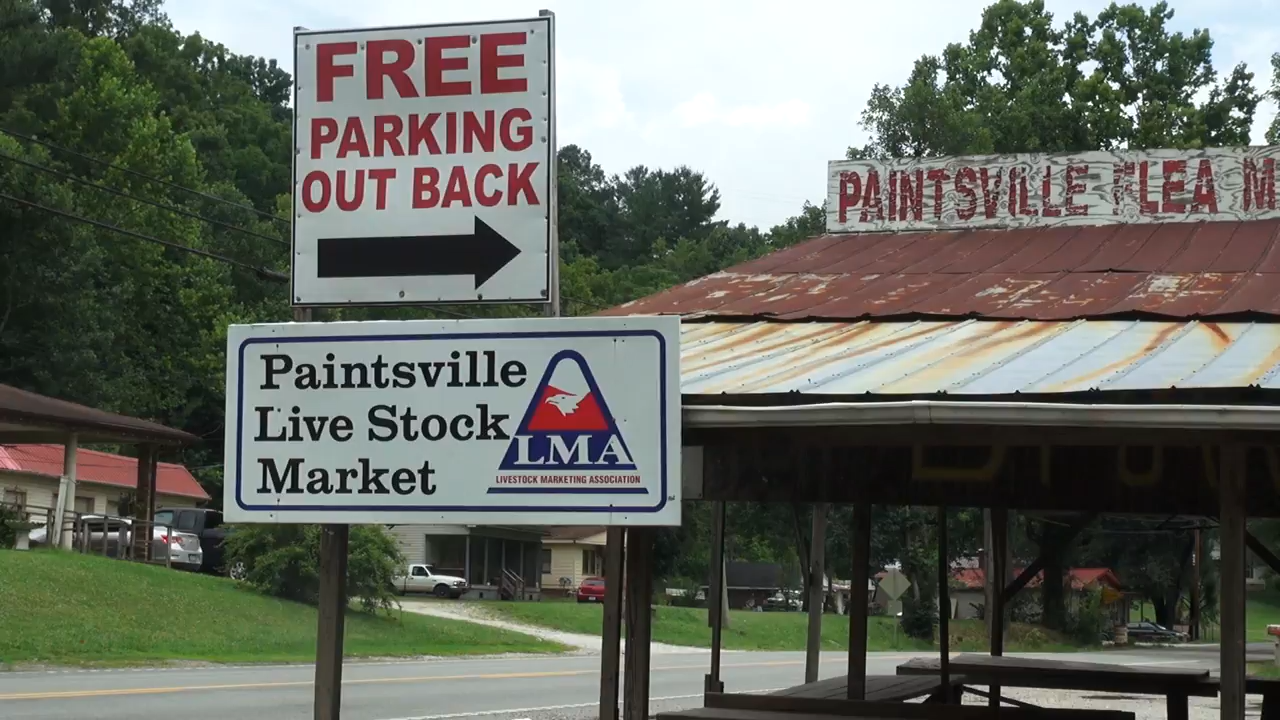 FREE
PARKING
OUT BACK
PAINTSVILLE FLEA M
Paintsville
Live Stock
Market
LMA
LIVESTOCK MARKETING ASSOCIATION